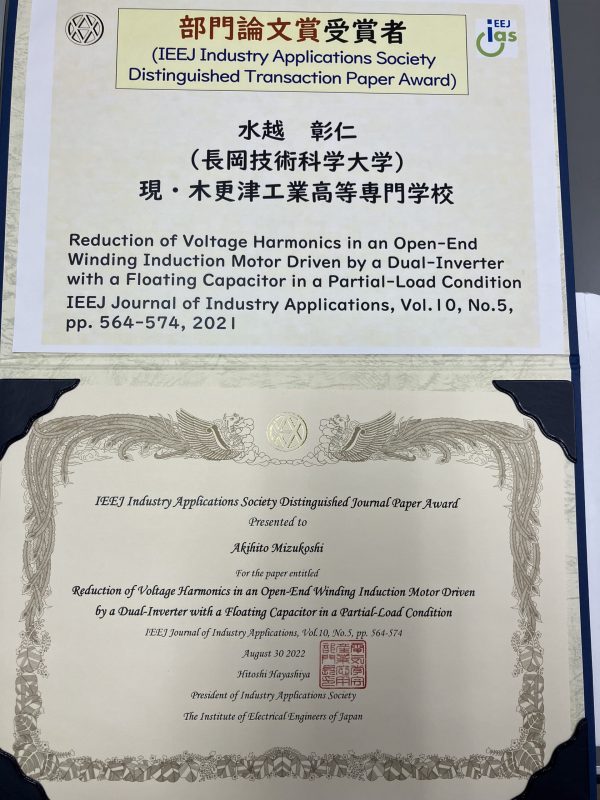 部門論文賞受賞者
(IEEJ Industry Applications Society
Distinguished Transaction Paper Award)
IEEJ
ias
水越 彰仁
(長岡技術科学大学)
現・木更津工業高等専門学校
Reduction of Voltage Harmonics in an Open-End
Winding Induction Motor Driven by a Dual-Inverter
with a Floating Capacitor in a Partial-Load Condition
IEEJ Journal of Industry Applications, Vol.10, No.5,
pp. 564-574, 2021
IEEJ Industry Applications Society Distinguished Journal Paper Award
Presented to
Akihito Mizukoshi
For the paper entitled
Reduction of Voltage Harmonics in an Open-End Winding Induction Motor Driven
by a Dual-Inverter with a Floating Capacitor in a Partial-Load Condition
IEEJ Journal of Industry Applications, Vol.10, No.5, pp. 564-574
August 30 2022
Hitoshi Hayashiya
President of Industry Applications Society
The Institute of Electrical Engineers of Japan